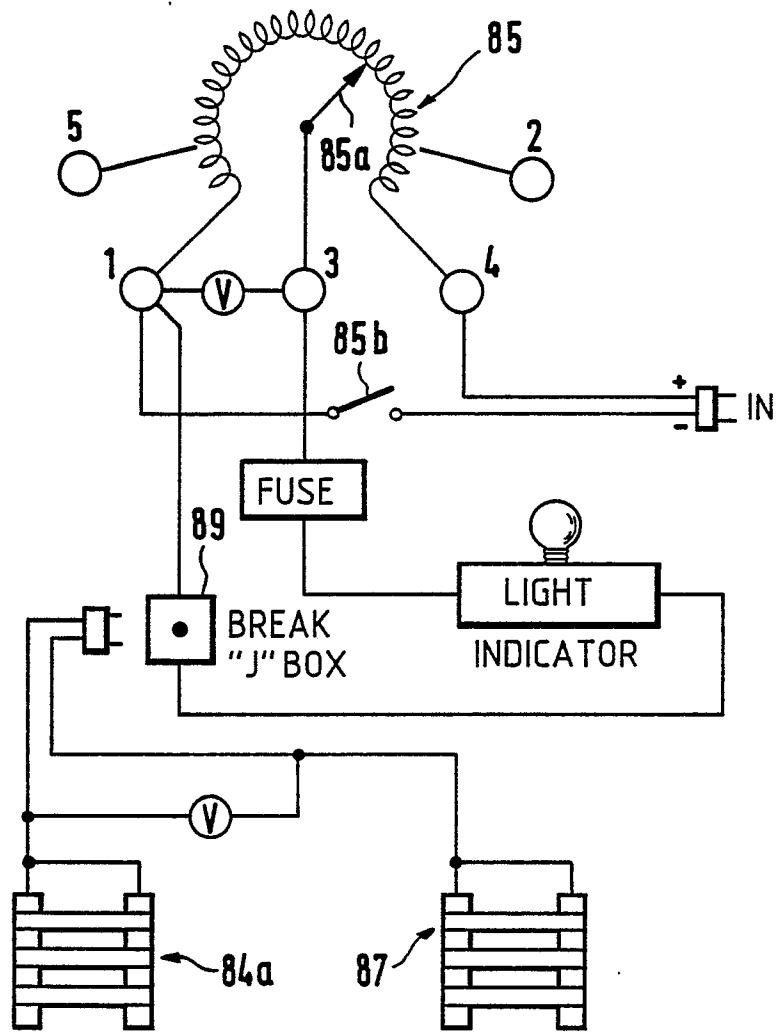 85
5
85a
2
1
V
3
4
85b
+
-
IN
FUSE
89
LIGHT
BREAK
"J" BOX
INDICATOR
V
84a
87